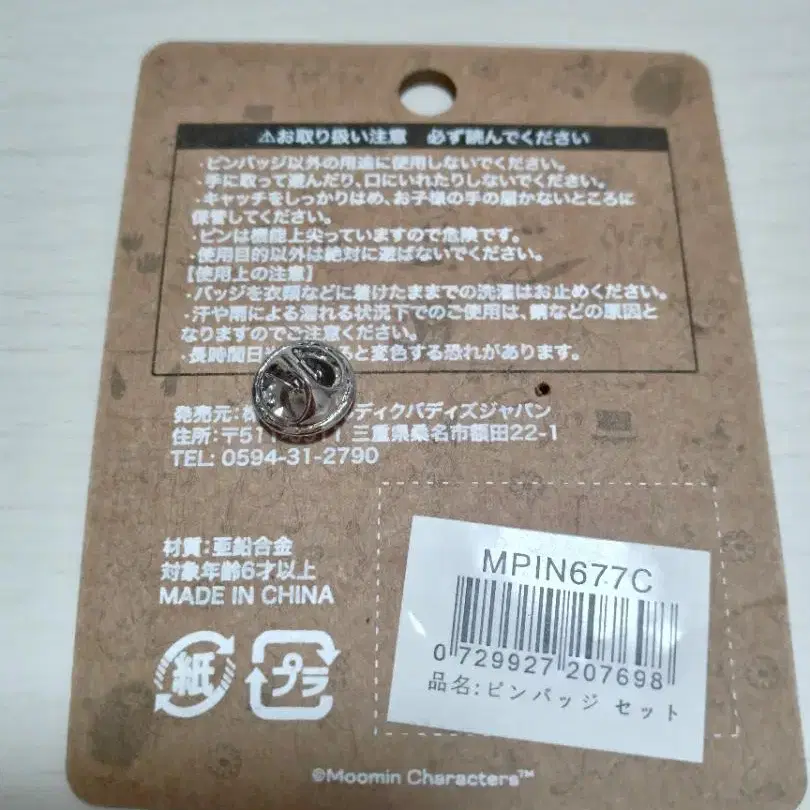 ⚠お取り扱い注意 必ず読んでください
・ピンバッジ以外の用途に使用しないでください。
・手に取って遊んだり、口にいれたりしないでください。
・キャッチをしっかりはめ、お子様の手の届かないところに
保管してください。
・ピンは機能上尖っていますので危険です。
・使用目的以外は絶対に遊ばないでください。
【使用上の注意】
・バッジを衣類などに着けたままでの洗濯はお止めください。
・汗や雨による濡れる状況下でのご使用は、錆などの原因と
なりますのでご注意ください。
・長時間日 ると変色する恐れがあります。
発売元: ディクバディズジャパン
住所:〒511 三重県桑名市額田22-1
TEL: 0594-31-2790
材質:亜鉛合金
対象年齢6才以上
MADE IN CHINA
紙 プラ
MPIN677C
0 729927 207698
品名:ピンバッジ セット
©Moomin Characters™